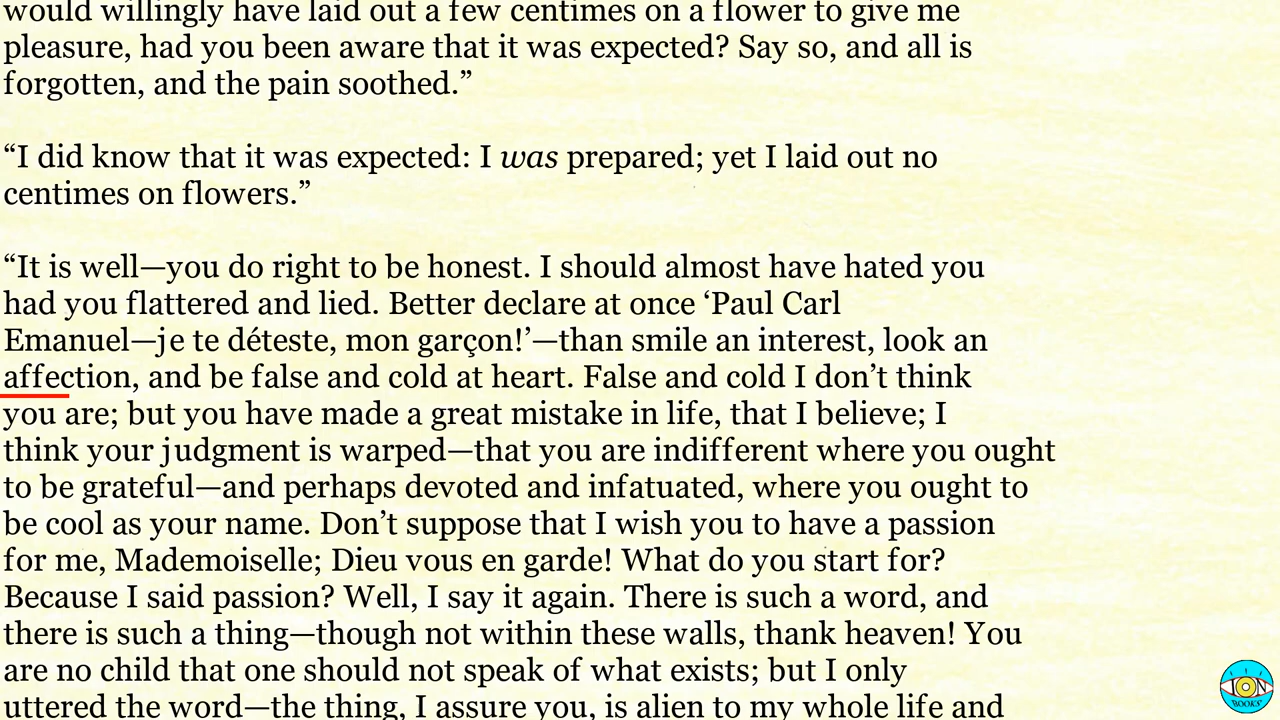 would willingly have laid out a few centimes on a flower to give me
pleasure, had you been aware that it was expected? Say so, and all is
forgotten, and the pain soothed.”
“I did know that it was expected: I was prepared; yet I laid out no
centimes on flowers.”
“It is well—you do right to be honest. I should almost have hated you
had you flattered and lied. Better declare at once ‘Paul Carl
Emanuel—je te déteste, mon garçon!’—than smile an interest, look an
affection, and be false and cold at heart. False and cold I don’t think
you are; but you have made a great mistake in life, that I believe; I
think your judgment is warped—that you are indifferent where you ought
to be grateful—and perhaps devoted and infatuated, where you ought to
be cool as your name. Don’t suppose that I wish you to have a passion
for me, Mademoiselle; Dieu vous en garde! What do you start for?
Because I said passion? Well, I say it again. There is such a word, and
there is such a thing—though not within these walls, thank heaven! You
are no child that one should not speak of what exists; but I only
uttered the word—the thing, I assure you, is alien to my whole life and
ION
BOOKS